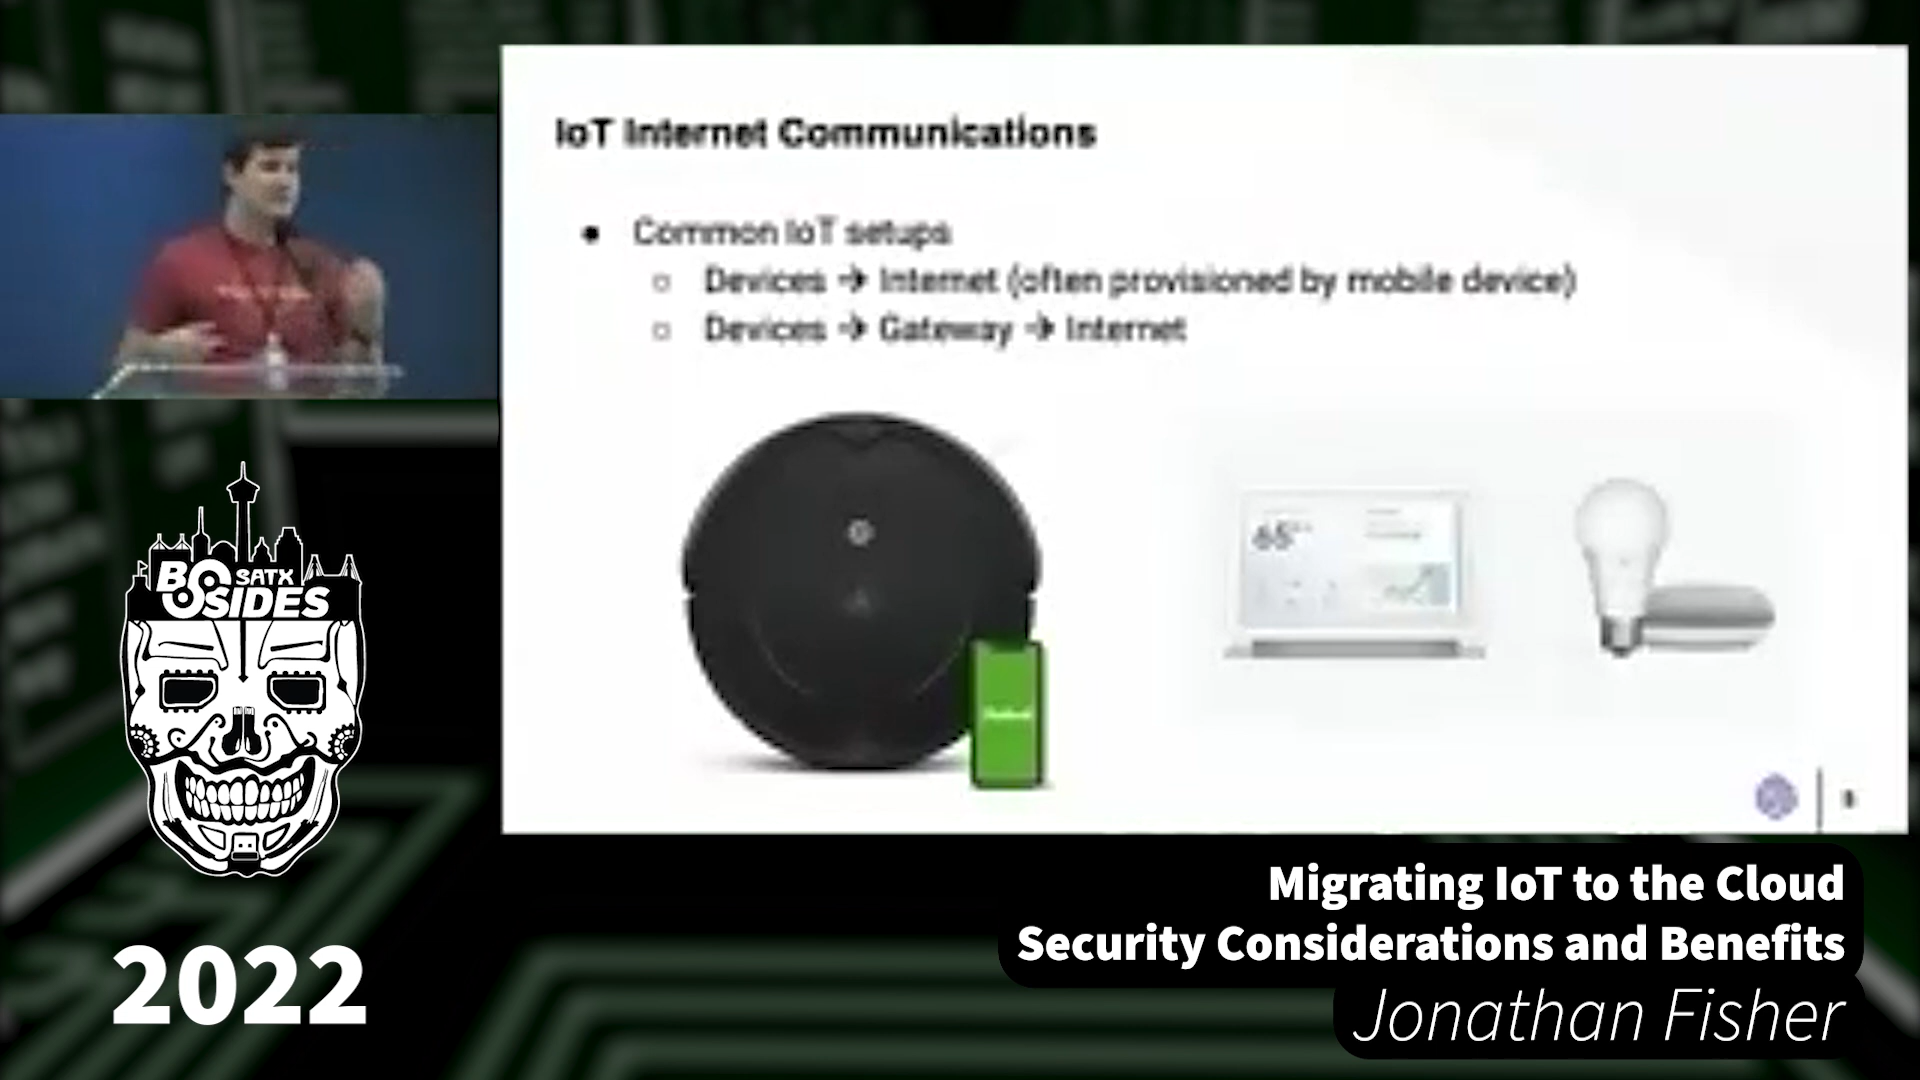 IoT Internet Communications
● Common IoT setups
○ Devices → Internet (often provisioned by mobile device)
○ Devices → Gateway → Internet
65°
BSIDES
SATX
2022
Migrating IoT to the Cloud
Security Considerations and Benefits
Jonathan Fisher